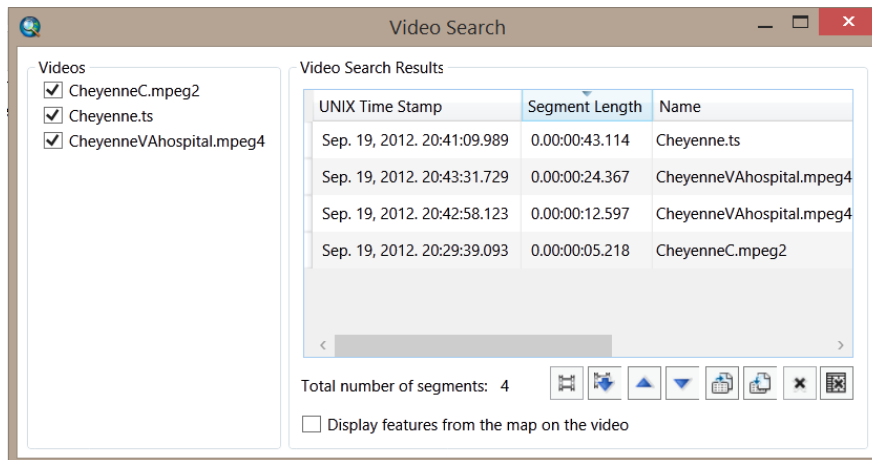 Video Search
Videos
CheyenneC.mpeg2
Cheyenne.ts
CheyenneVAhospital.mpeg4
Video Search Results
UNIX Time Stamp Segment Length Name
Sep. 19, 2012. 20:41:09.989 0.00:00:43.114 Cheyenne.ts
Sep. 19, 2012. 20:43:31.729 0.00:00:24.367 CheyenneVAhospital.mpeg4
Sep. 19, 2012. 20:42:58.123 0.00:00:12.597 CheyenneVAhospital.mpeg4
Sep. 19, 2012. 20:29:39.093 0.00:00:05.218 CheyenneC.mpeg2
Total number of segments: 4
Display features from the map on the video